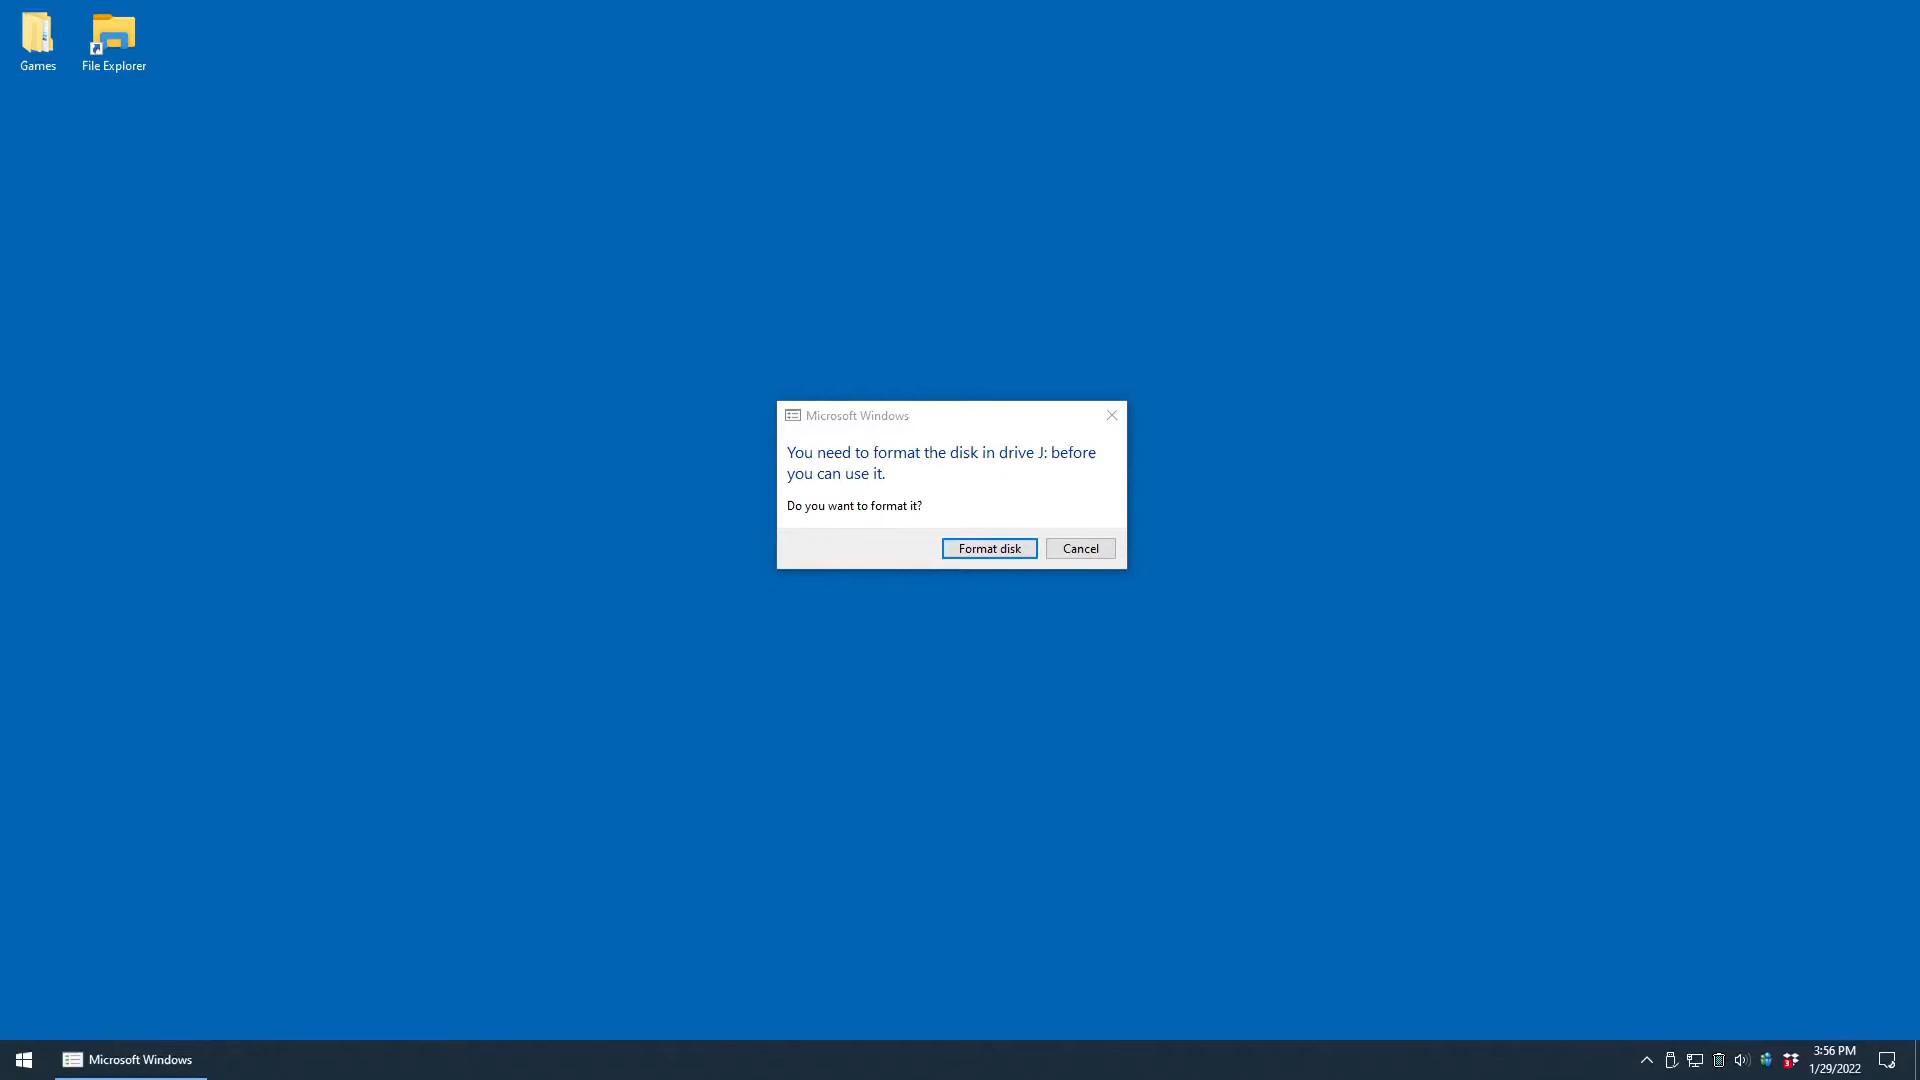 Games
File Explorer
Microsoft Windows
You need to format the disk in drive J: before
you can use it.
Do you want to format it?
Format disk
Cancel
Microsoft Windows
3
3:56 PM
1/29/2022